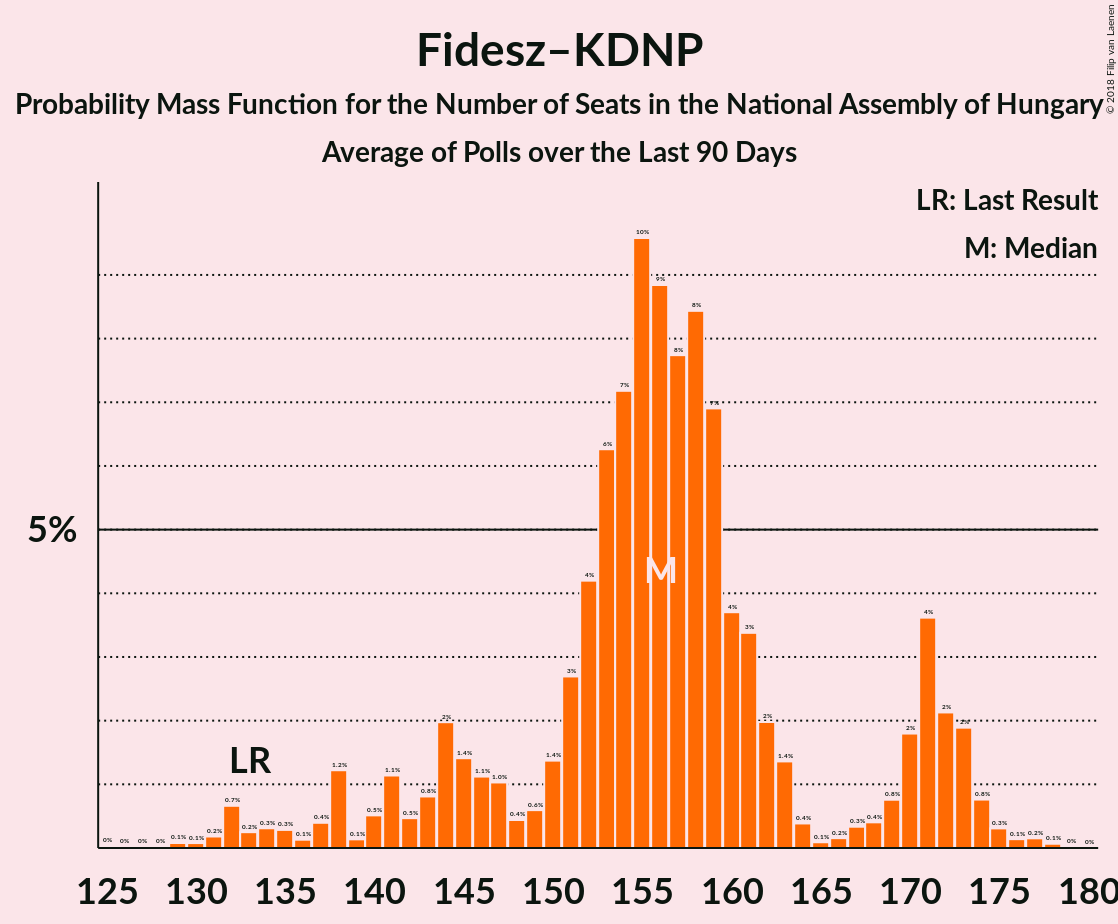 Fidesz–KDNP
Probability Mass Function for the Number of Seats in the National Assembly of Hungary
Average of Polls over the Last 90 Days
© 2018 Filip van Laenen
LR: Last Result
M: Median
5%
LR
M
0% 0% 0% 0% 0.1% 0.1% 0.2% 0.7% 0.2% 0.3% 0.3% 0.1% 0.4% 1.2% 0.1% 0.5% 1.1% 0.5% 0.8% 2% 1.4% 1.1% 1.0% 0.4% 0.6% 1.4% 3% 4% 6% 7% 10% 9% 8% 8% 7% 4% 3% 2% 1.4% 0.4% 0.1% 0.2% 0.3% 0.4% 0.8% 2% 4% 2% 2% 0.8% 0.3% 0.1% 0.2% 0.1% 0% 0%
125 130 135 140 145 150 155 160 165 170 175 180